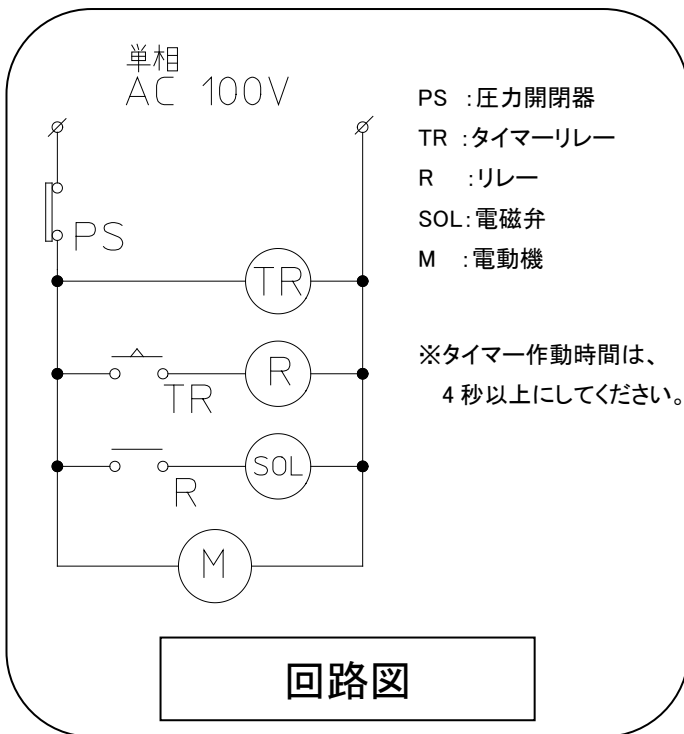 単相
AC 100V
PS :圧力開閉器
TR :タイマーリレー
R :リレー
SOL:電磁弁
M :電動機
※タイマー作動時間は、
4 秒以上にしてください。
PS
TR
TR
R
R
SOL
M
回路図